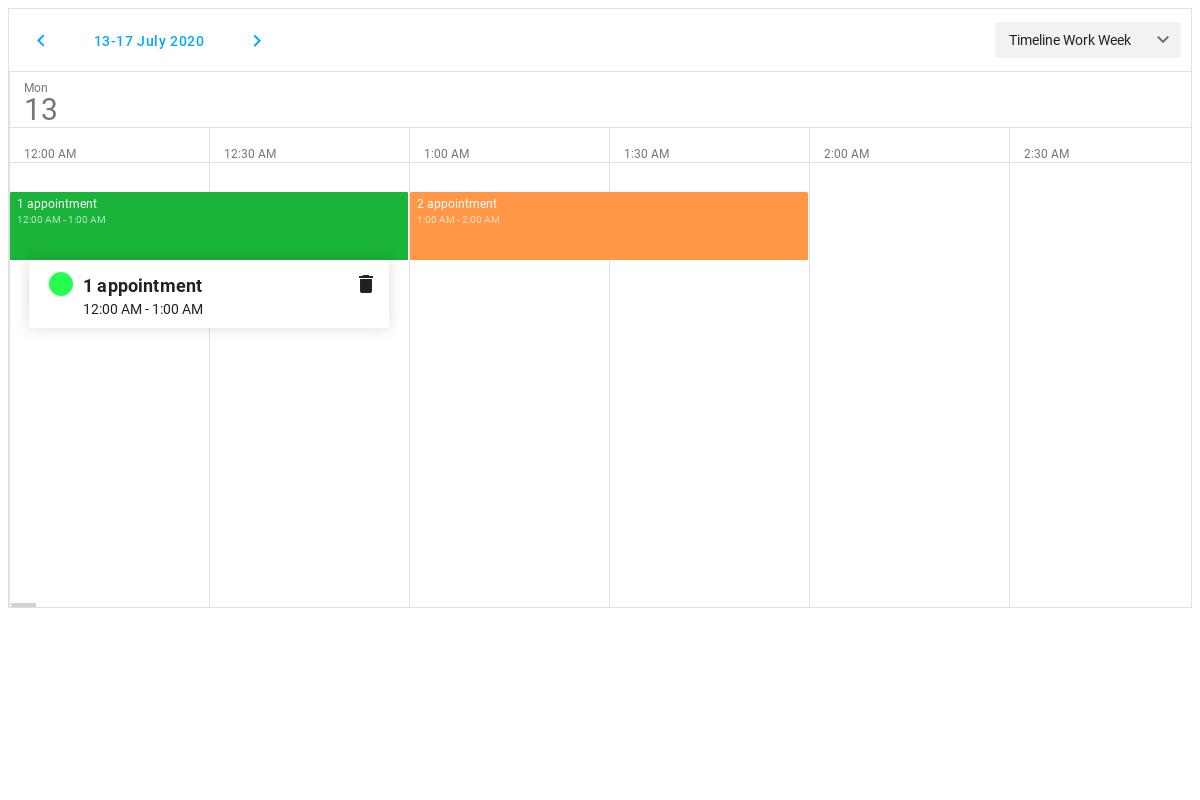 13-17 July 2020
Timeline Work Week
Mon
13
12:00 AM
12:30 AM
1:00 AM
1:30 AM
2:00 AM
2:30 AM
1 appointment
12:00 AM - 1:00 AM
2 appointment
1:00 AM - 2:00 AM
1 appointment
12:00 AM - 1:00 AM